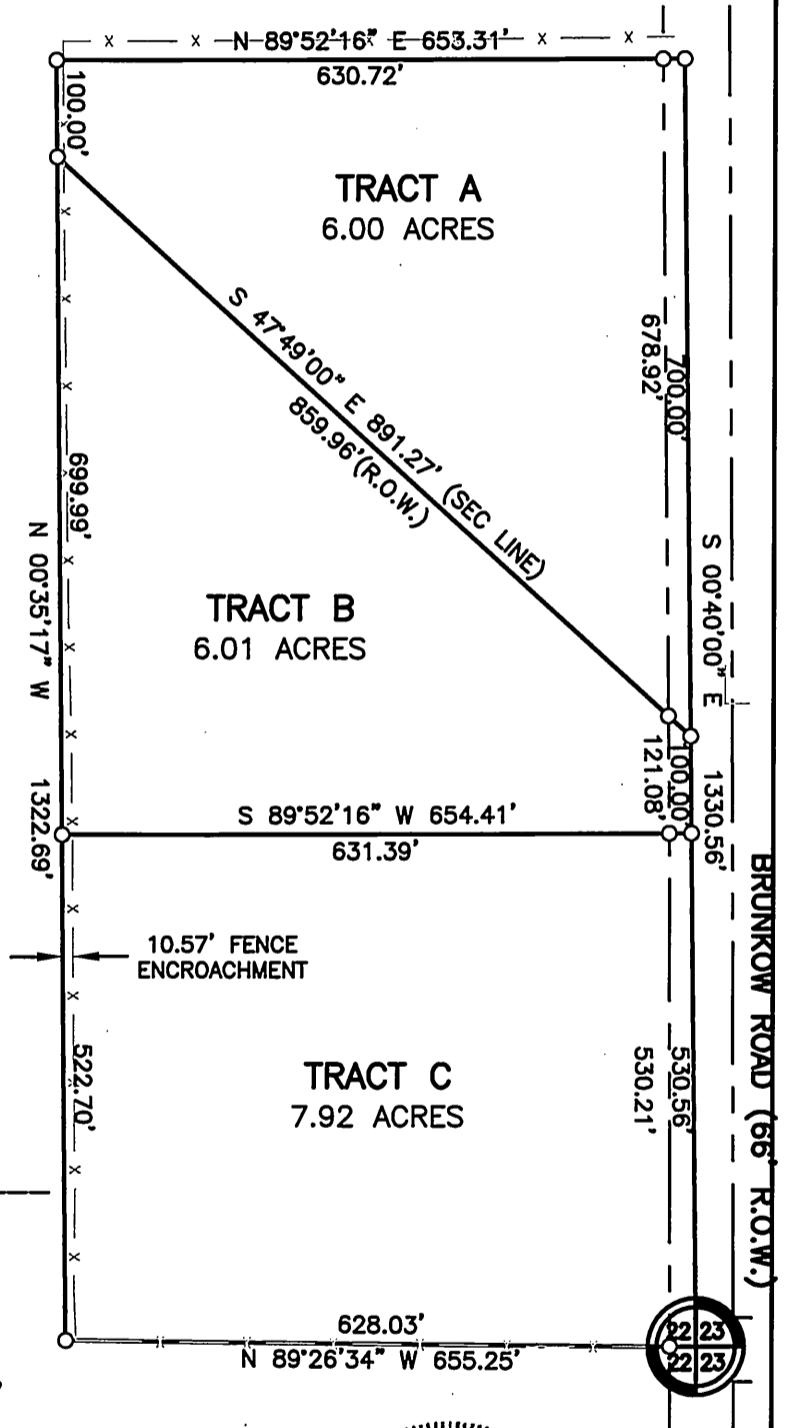 N 89°52'16" E 653.31'
630.72'
100.00'
TRACT A
6.00 ACRES
S 47°49'00" E 891.27' (SEC LINE)
859.96'(R.O.W.)
678.92'
700.00'
699.99'
N 00°35'17" W 1322.69'
S 00°40'00" E 1330.56'
TRACT B
6.01 ACRES
121.08'
100.00'
S 89°52'16" W 654.41'
631.39'
BRUNKOW ROAD (66' R.O.W.)
10.57' FENCE
ENCROACHMENT
522.70'
TRACT C
7.92 ACRES
530.21'
530.56'
628.03'
N 89°26'34" W 655.25'
22 23
22 23